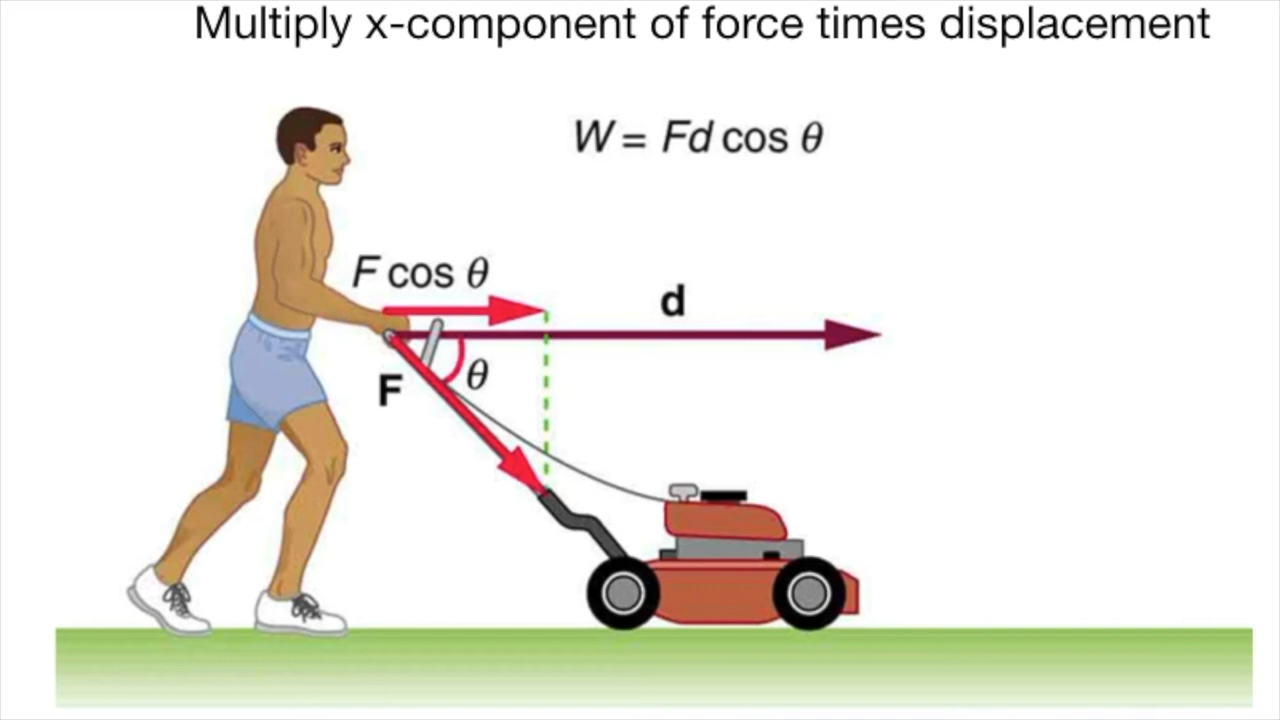 Multiply x-component of force times displacement
W = Fd cos θ
F cos θ
d
θ
F